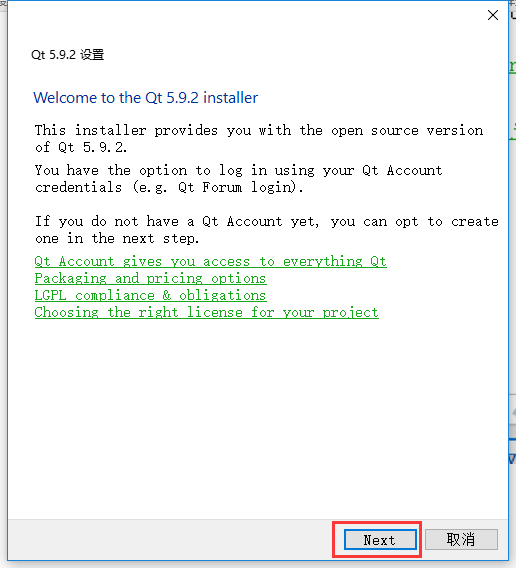 Qt 5.9.2 设置
Welcome to the Qt 5.9.2 installer
This installer provides you with the open source version
of Qt 5.9.2.
You have the option to log in using your Qt Account
credentials (e.g. Qt Forum login).
If you do not have a Qt Account yet, you can opt to create
one in the next step.
Qt Account gives you access to everything Qt
Packaging and pricing options
LGPL compliance & obligations
Choosing the right license for your project
Next
取消